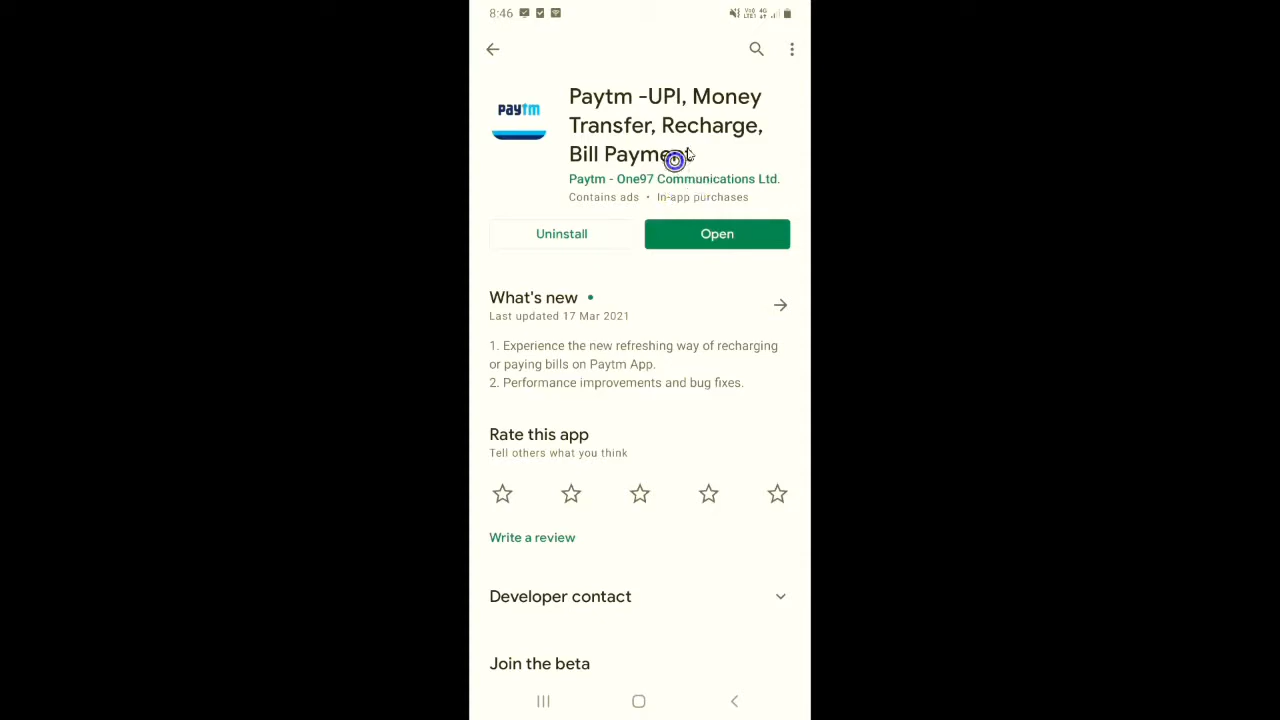 8:46 VoD 4G LTE1
paytm
Paytm -UPI, Money
Transfer, Recharge,
Bill Payment
Paytm - One97 Communications Ltd.
Contains ads • In-app purchases
Uninstall
Open
What's new •
Last updated 17 Mar 2021
1. Experience the new refreshing way of recharging
or paying bills on Paytm App.
2. Performance improvements and bug fixes.
Rate this app
Tell others what you think
Write a review
Developer contact
Join the beta